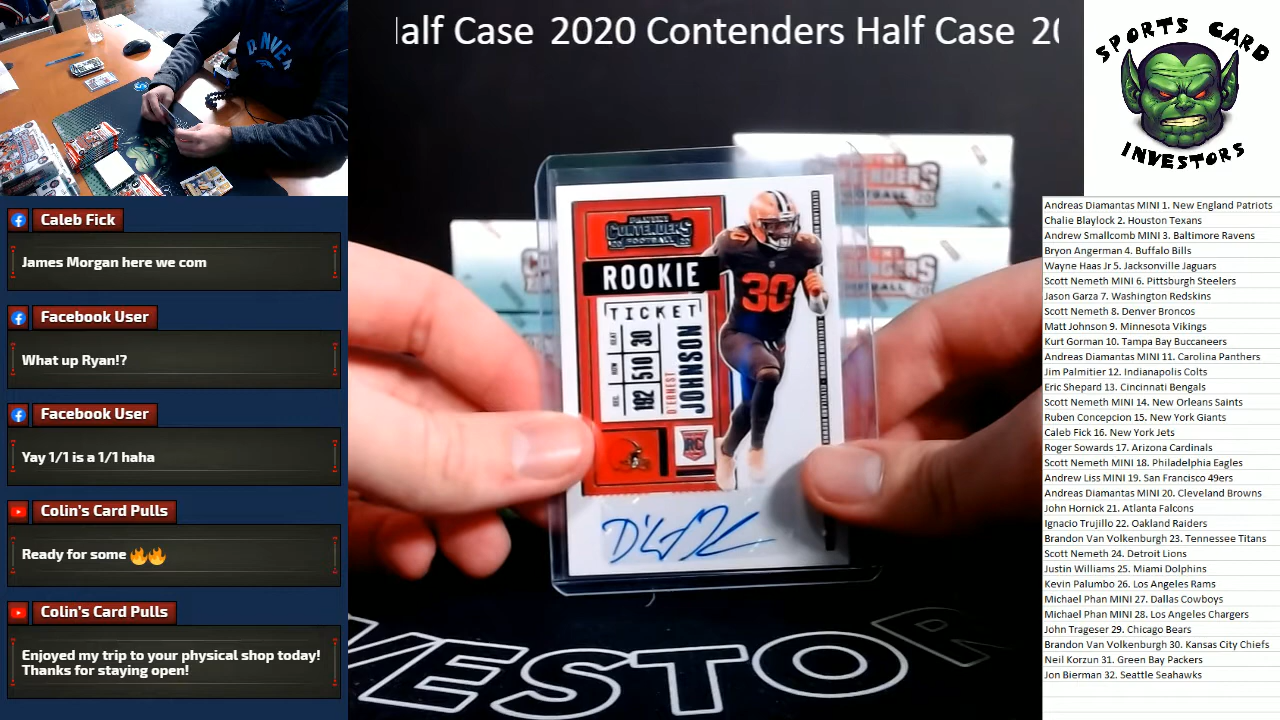 Half Case 2020 Contenders Half Case 20
SPORTS CARD
INVESTORS
Caleb Fick
James Morgan here we com
Facebook User
What up Ryan!?
Facebook User
Yay 1/1 is a 1/1 haha
Colin's Card Pulls
Ready for some 🔥🔥
Colin's Card Pulls
Enjoyed my trip to your physical shop today!
Thanks for staying open!
PANINI
CONTENDERS
FOOTBALL
ROOKIE
TICKET
SEC. ROW SEAT
192 510 30
D'ERNEST
JOHNSON
RC
30
VESTOR
Andreas Diamantas MINI 1. New England Patriots
Chalie Blaylock 2. Houston Texans
Andrew Smallcomb MINI 3. Baltimore Ravens
Bryon Angerman 4. Buffalo Bills
Wayne Haas Jr 5. Jacksonville Jaguars
Scott Nemeth MINI 6. Pittsburgh Steelers
Jason Garza 7. Washington Redskins
Scott Nemeth 8. Denver Broncos
Matt Johnson 9. Minnesota Vikings
Kurt Gorman 10. Tampa Bay Buccaneers
Andreas Diamantas MINI 11. Carolina Panthers
Jim Palmitier 12. Indianapolis Colts
Eric Shepard 13. Cincinnati Bengals
Scott Nemeth MINI 14. New Orleans Saints
Ruben Concepcion 15. New York Giants
Caleb Fick 16. New York Jets
Roger Sowards 17. Arizona Cardinals
Scott Nemeth MINI 18. Philadelphia Eagles
Andrew Liss MINI 19. San Francisco 49ers
Andreas Diamantas MINI 20. Cleveland Browns
John Hornick 21. Atlanta Falcons
Ignacio Trujillo 22. Oakland Raiders
Brandon Van Volkenburgh 23. Tennessee Titans
Scott Nemeth 24. Detroit Lions
Justin Williams 25. Miami Dolphins
Kevin Palumbo 26. Los Angeles Rams
Michael Phan MINI 27. Dallas Cowboys
Michael Phan MINI 28. Los Angeles Chargers
John Trageser 29. Chicago Bears
Brandon Van Volkenburgh 30. Kansas City Chiefs
Neil Korzun 31. Green Bay Packers
Jon Bierman 32. Seattle Seahawks